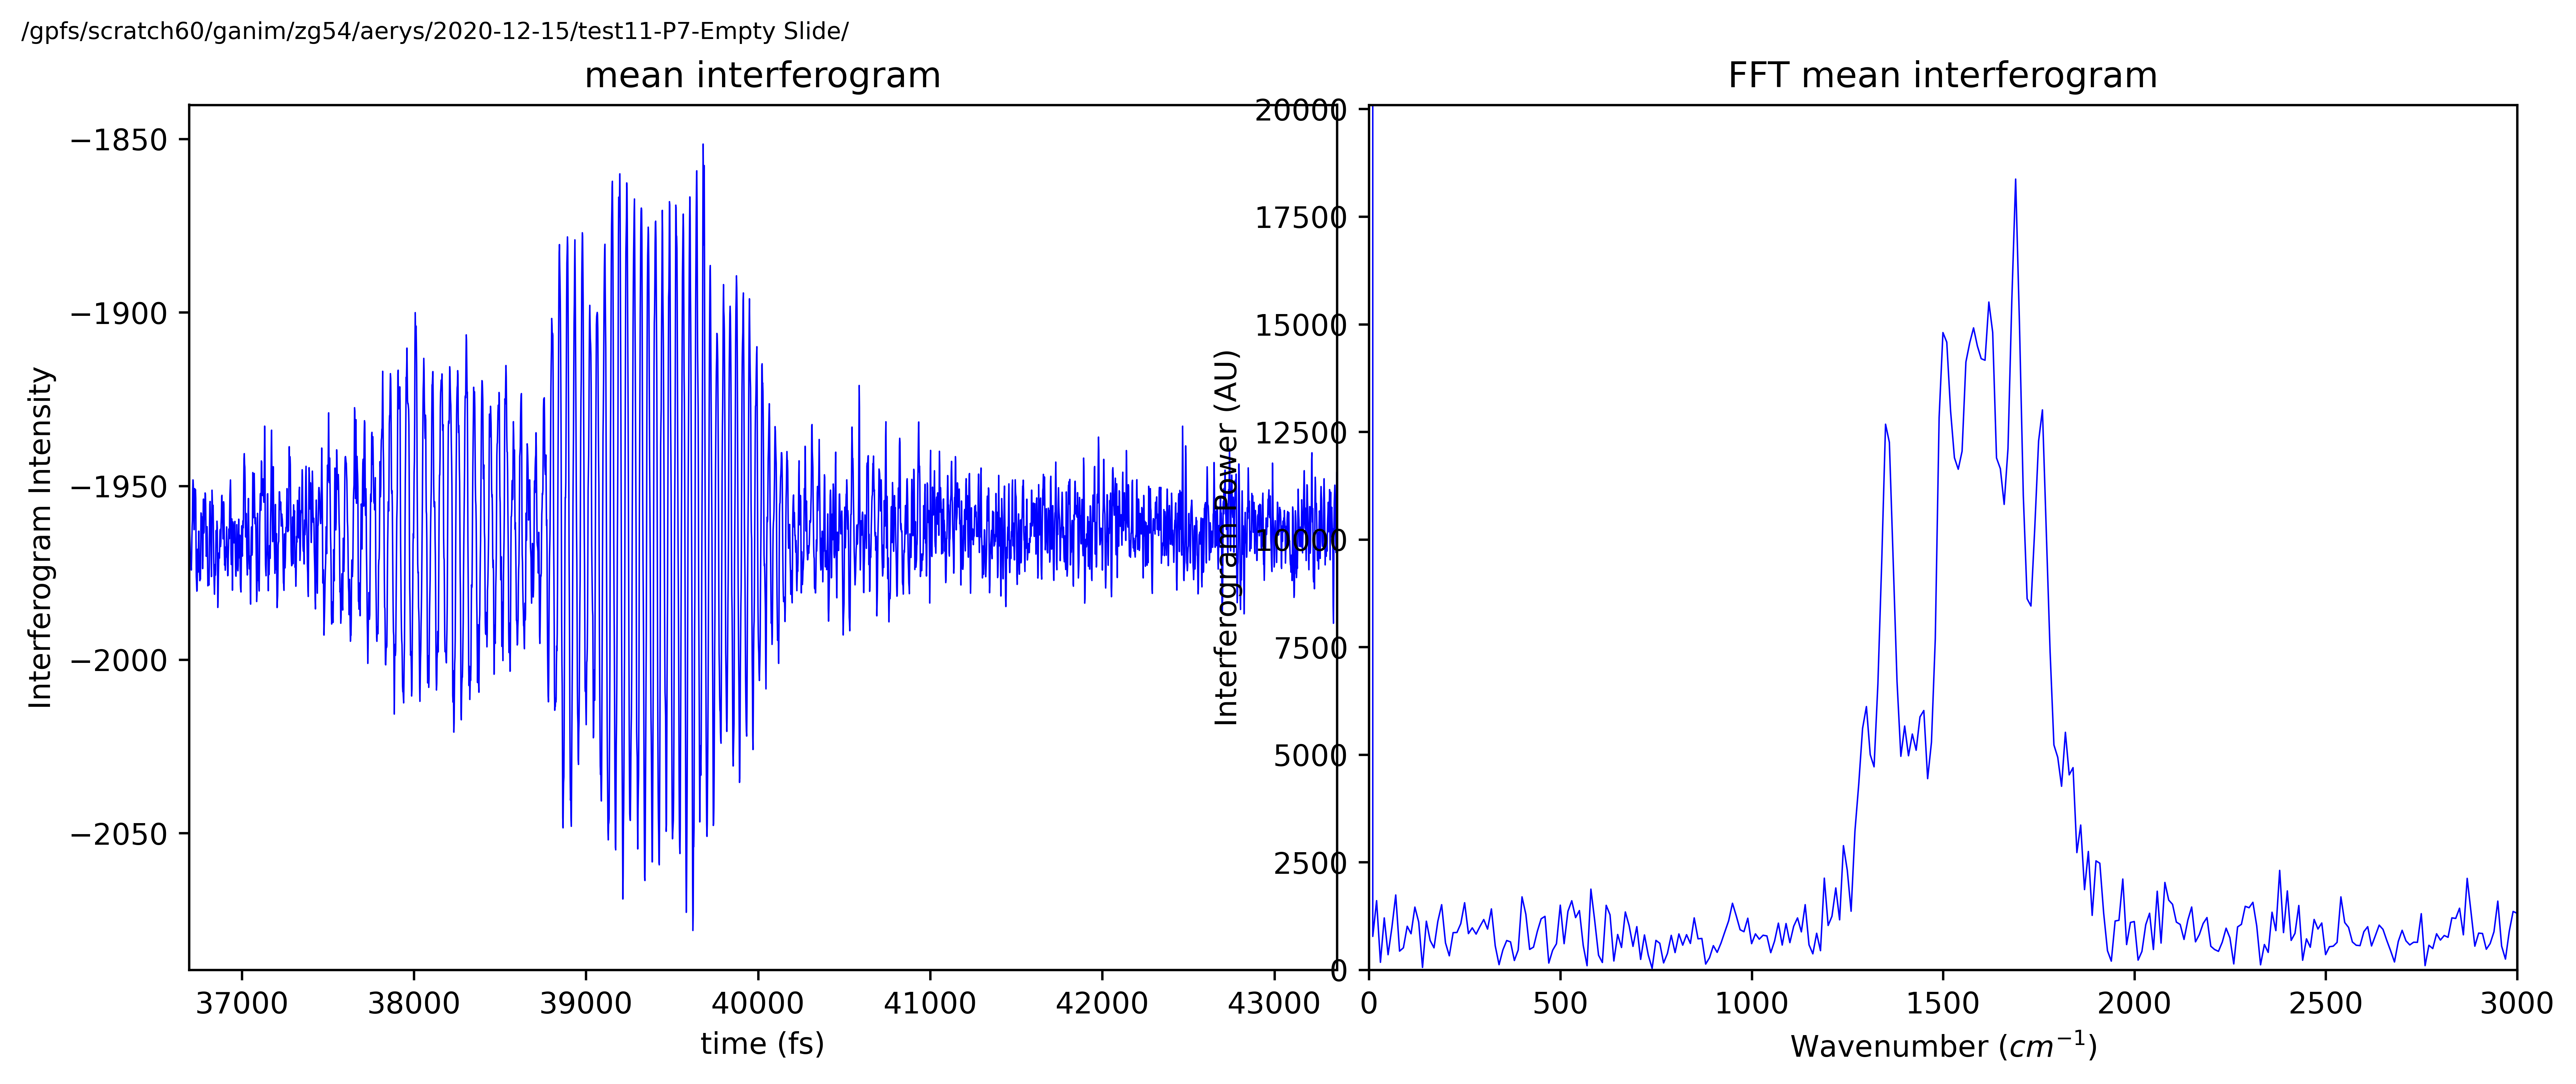 /gpfs/scratch60/ganim/zg54/aerys/2020-12-15/test11-P7-Empty Slide/
mean interferogram
Interferogram Intensity
−1850
−1900
−1950
−2000
−2050
37000 38000 39000 40000 41000 42000 43000
time (fs)
FFT mean interferogram
Interferogram Power (AU)
20000
17500
15000
12500
10000
7500
5000
2500
0
0 500 1000 1500 2000 2500 3000
Wavenumber (cm⁻¹)